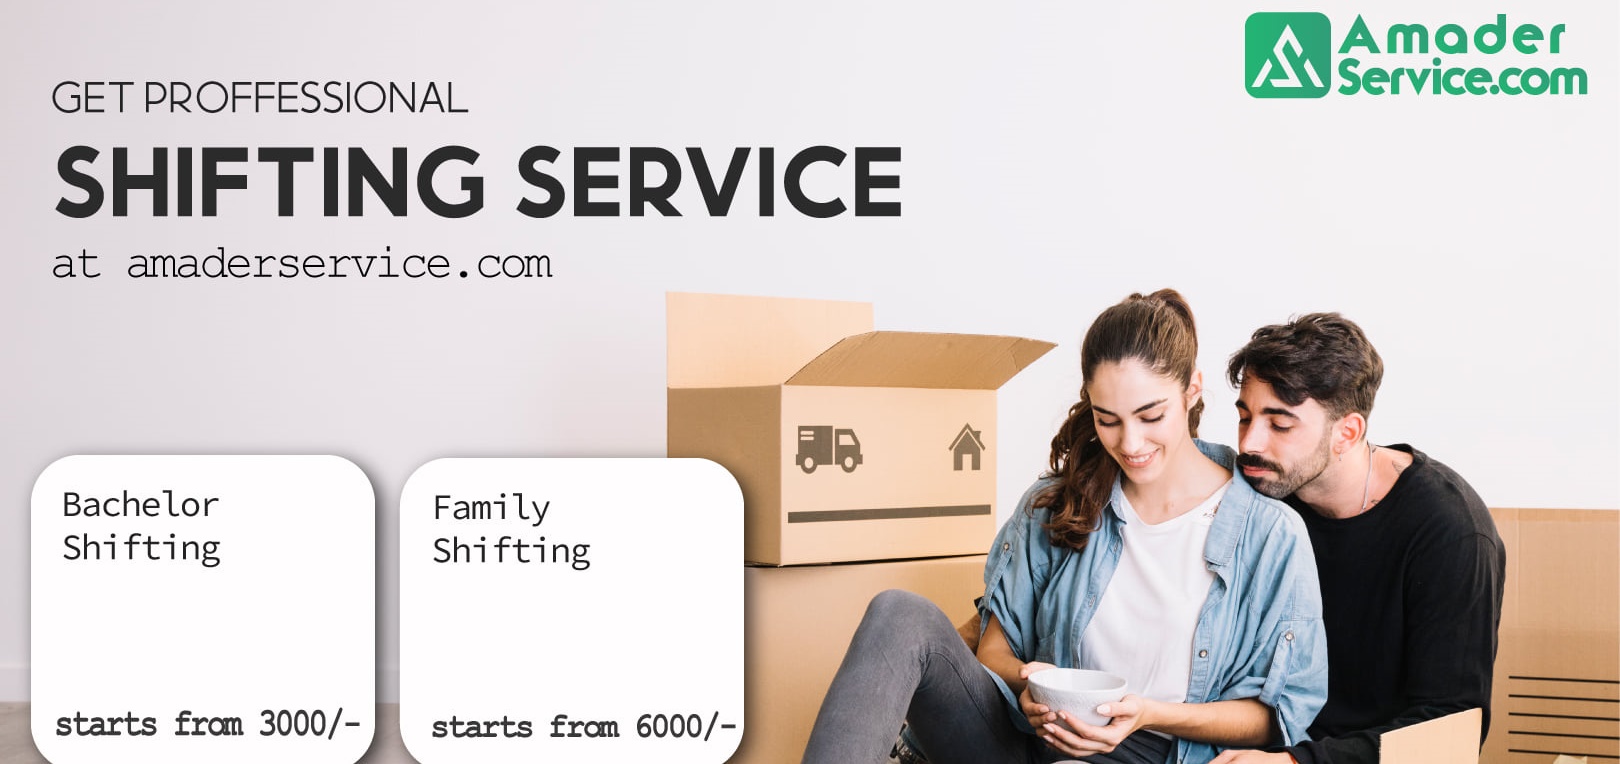 Amader
Service.com
GET PROFFESSIONAL
SHIFTING SERVICE
at amaderservice.com
Bachelor
Shifting
starts from 3000/-
Family
Shifting
starts from 6000/-